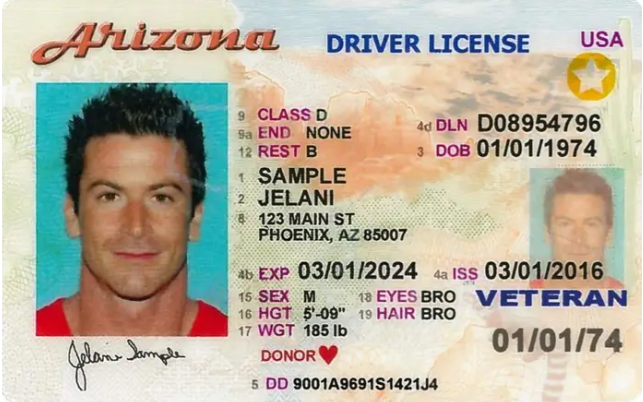 Arizona DRIVER LICENSE USA
9 CLASS D
9a END NONE 4d DLN D08954796
12 REST B 3 DOB 01/01/1974
1 SAMPLE
2 JELANI
8 123 MAIN ST
PHOENIX, AZ 85007
4b EXP 03/01/2024 4a ISS 03/01/2016
15 SEX M 18 EYES BRO VETERAN
16 HGT 5'-09" 19 HAIR BRO
17 WGT 185 lb 01/01/74
DONOR
Jelani Sample
5 DD 9001A9691S1421J4